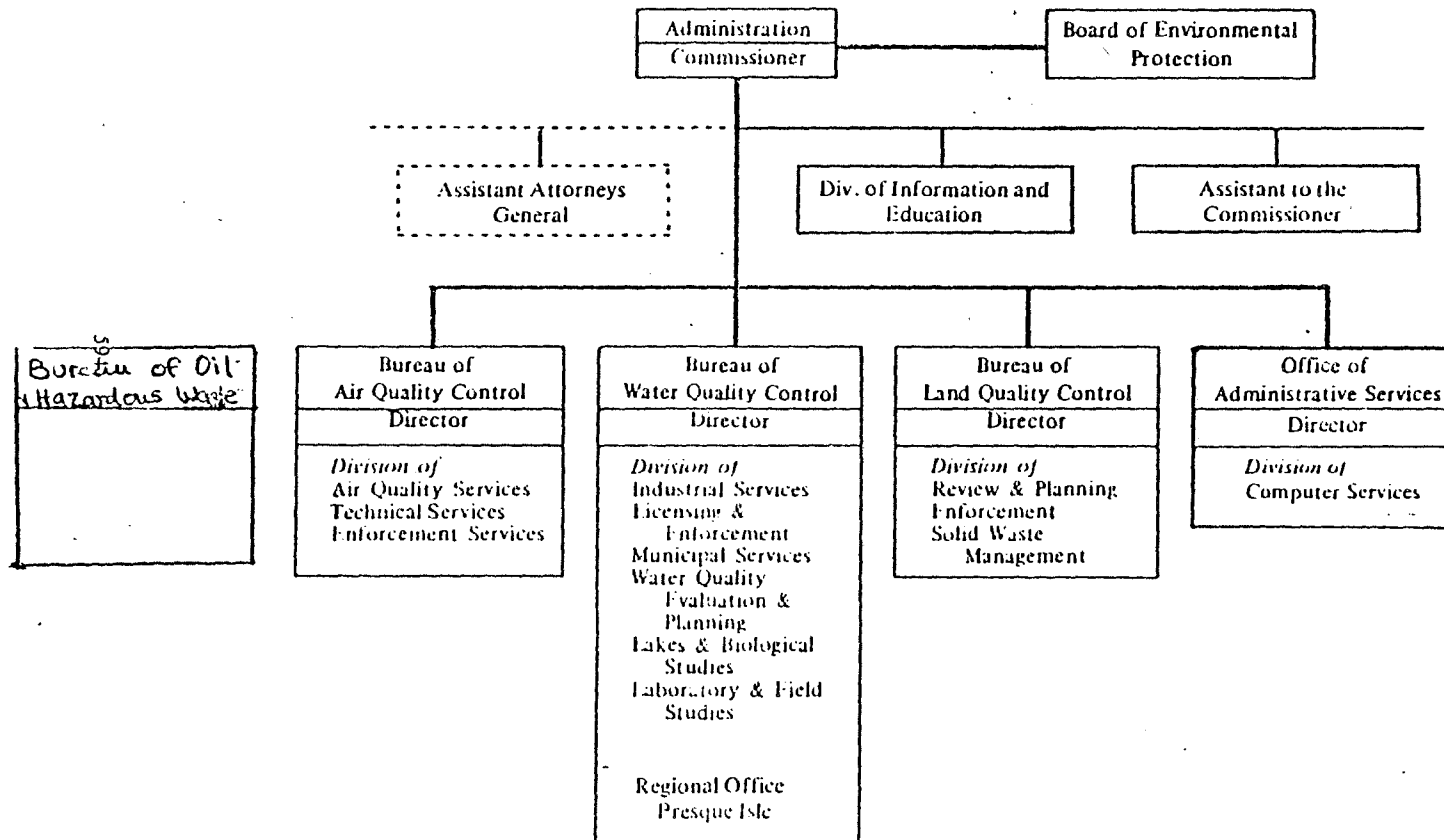 Administration
Commissioner
Board of Environmental
Protection
Assistant Attorneys
General
Div. of Information and
Education
Assistant to the
Commissioner
59
Bureau of Oil
& Hazardous Waste
Bureau of
Air Quality Control
Director
Division of
Air Quality Services
Technical Services
Enforcement Services
Bureau of
Water Quality Control
Director
Division of
Industrial Services
Licensing &
Enforcement
Municipal Services
Water Quality
Evaluation &
Planning
Lakes & Biological
Studies
Laboratory & Field
Studies
Regional Office
Presque Isle
Bureau of
Land Quality Control
Director
Division of
Review & Planning
Enforcement
Solid Waste
Management
Office of
Administrative Services
Director
Division of
Computer Services